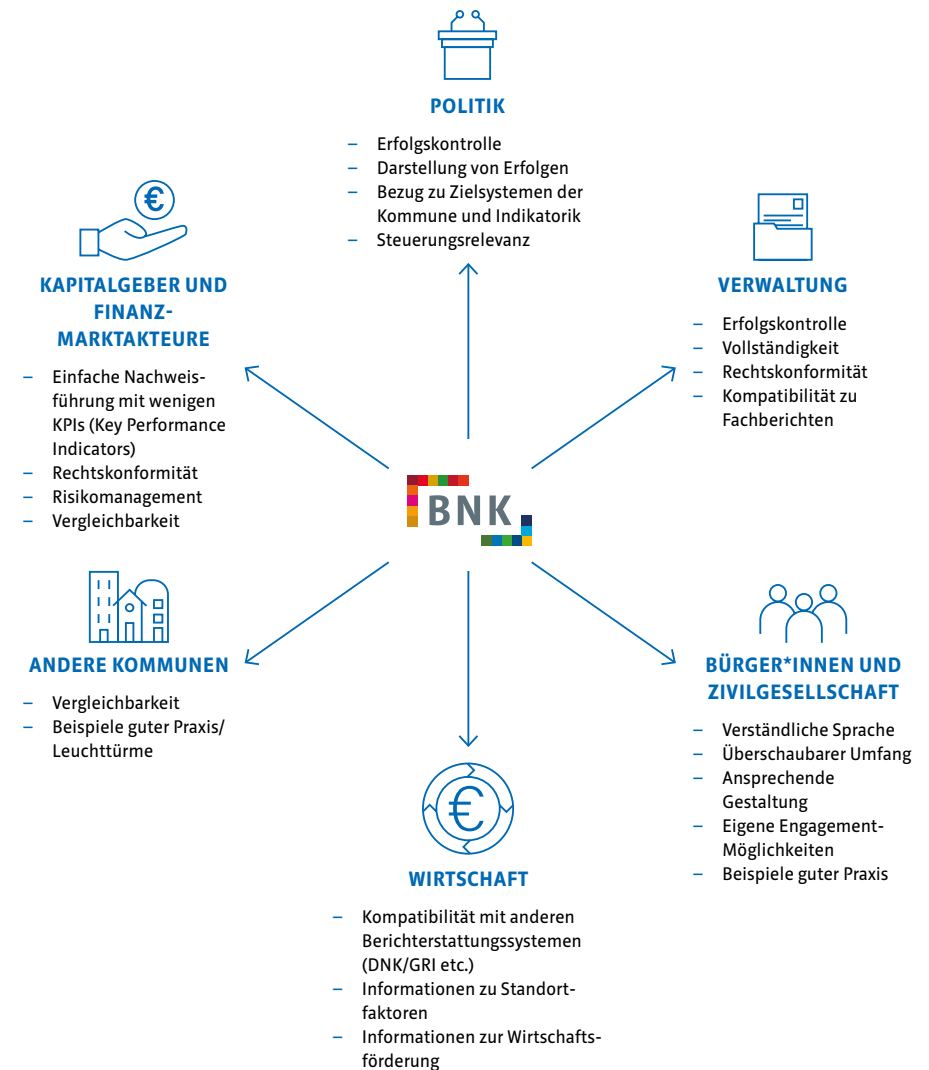 POLITIK
– Erfolgskontrolle
– Darstellung von Erfolgen
– Bezug zu Zielsystemen der
Kommune und Indikatorik
– Steuerungsrelevanz
€
KAPITALGEBER UND
FINANZ-
MARKTAKTEURE
– Einfache Nachweis-
führung mit wenigen
KPIs (Key Performance
Indicators)
– Rechtskonformität
– Risikomanagement
– Vergleichbarkeit
VERWALTUNG
– Erfolgskontrolle
– Vollständigkeit
– Rechtskonformität
– Kompatibilität zu
Fachberichten
BNK
ANDERE KOMMUNEN
– Vergleichbarkeit
– Beispiele guter Praxis/
Leuchttürme
BÜRGER*INNEN UND
ZIVILGESELLSCHAFT
– Verständliche Sprache
– Überschaubarer Umfang
– Ansprechende
Gestaltung
– Eigene Engagement-
Möglichkeiten
– Beispiele guter Praxis
€
WIRTSCHAFT
– Kompatibilität mit anderen
Berichterstattungssystemen
(DNK/GRI etc.)
– Informationen zu Standort-
faktoren
– Informationen zur Wirtschafts-
förderung